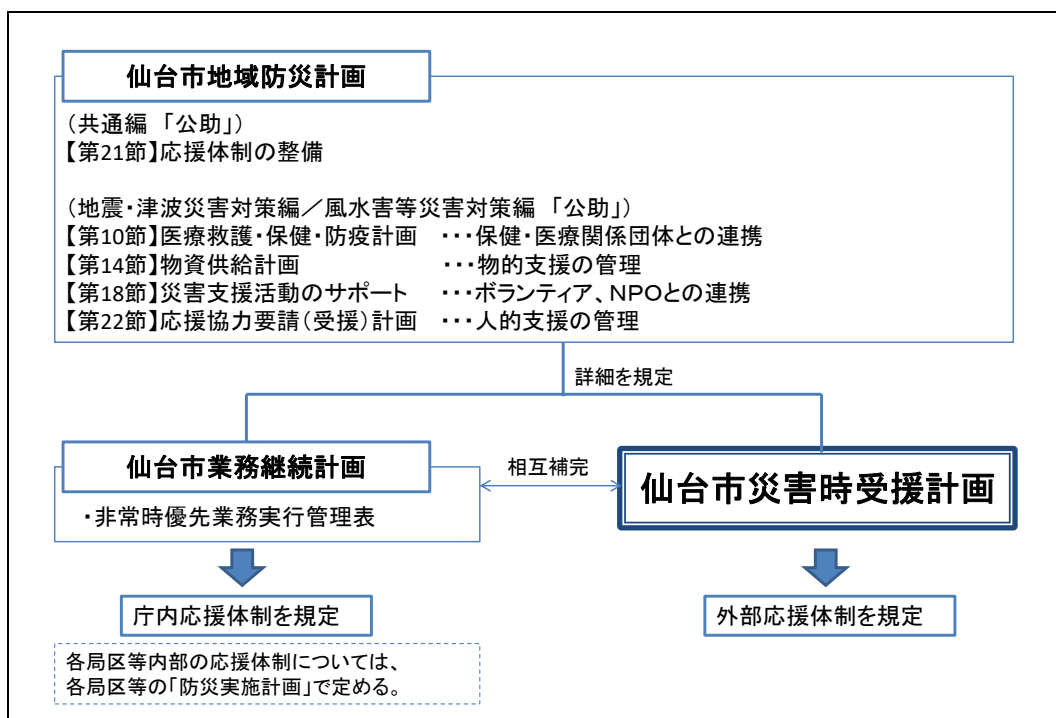 仙台市地域防災計画
(共通編 「公助」)
【第21節】応援体制の整備
(地震・津波災害対策編/風水害等災害対策編 「公助」)
【第10節】医療救護・保健・防疫計画 ・・・保健・医療関係団体との連携
【第14節】物資供給計画 ・・・物的支援の管理
【第18節】災害支援活動のサポート ・・・ボランティア、NPOとの連携
【第22節】応援協力要請(受援)計画 ・・・人的支援の管理
詳細を規定
仙台市業務継続計画
・非常時優先業務実行管理表
相互補完
仙台市災害時受援計画
庁内応援体制を規定
外部応援体制を規定
各局区等内部の応援体制については、
各局区等の「防災実施計画」で定める。